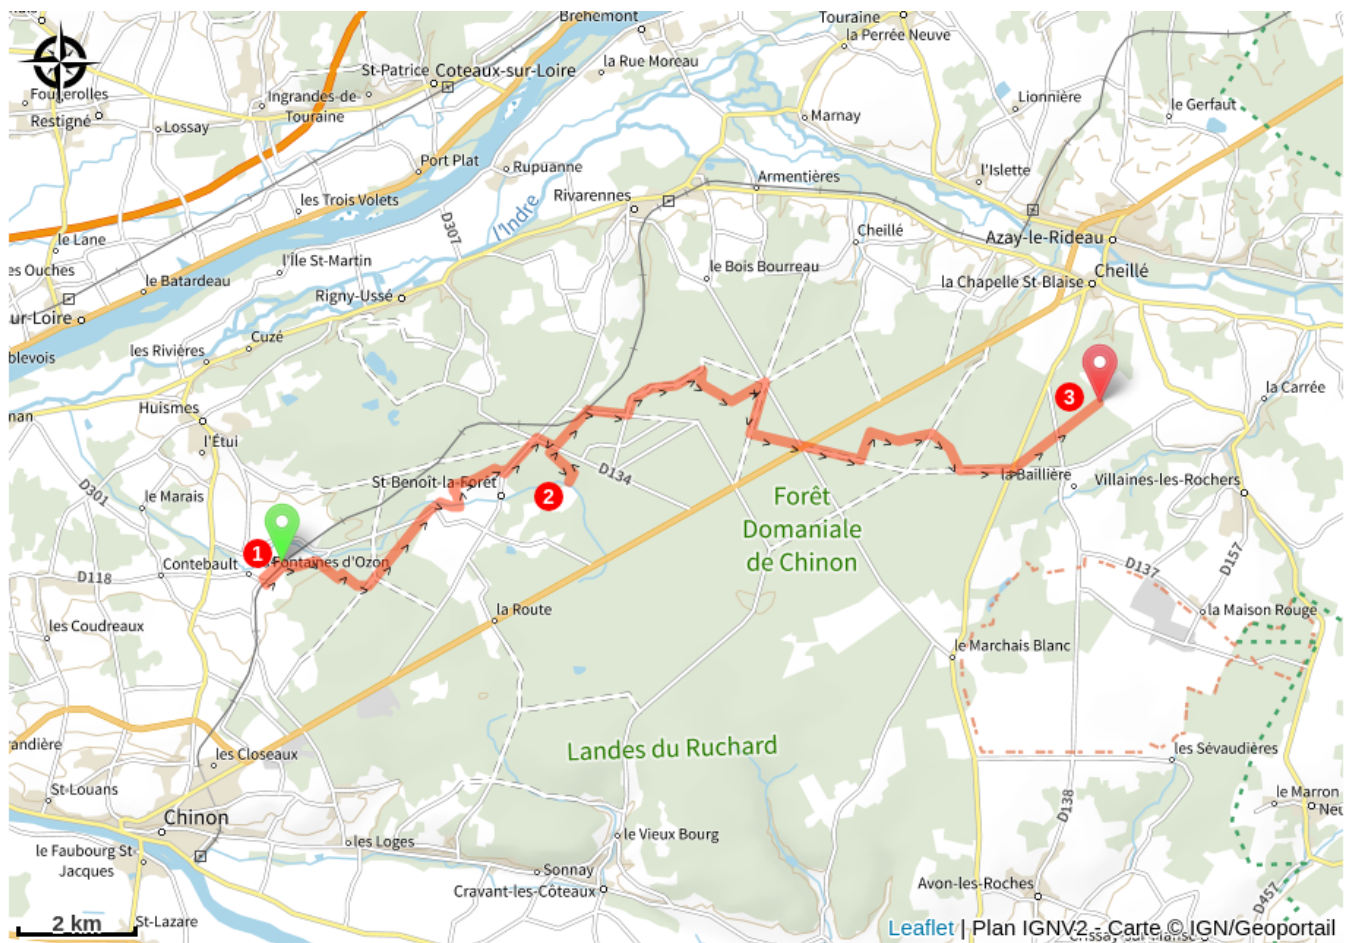 Bréhémont
Touraine
la Perrée Neuve
la Rue Moreau
St-Patrice
Coteaux-sur-Loire
Ingrandes-de-
Touraine
Restigné
Lossay
Marnay
Lionnière
le Gerfaut
Port Plat
Rupuanne
Armentières
l'Islette
les Trois Volets
Rivarennes
D307
l'Indre
Cheillé
Azay-le-Rideau
le Lane
es Ouches
l'Île St-Martin
le Bois Bourreau
la Chapelle St-Blaise
Cheillé
le Batardeau
Rigny-Ussé
ur-Loire
Cuzé
les Rivières
blevois
la Carrée
3
Huismes
nan
l'Étui
D301
St-Benoît-la-Forêt
2
D134
la Baillière
Villaines-les-Rochers
le Marais
Forêt
Domaniale
de Chinon
1
Contebault
Fontaines d'Ozon
D118
D137
D157
la Route
la Maison Rouge
les Coudreaux
le Marchais Blanc
andière
les Closeaux
Landes du Ruchard
les Sévaudières
St-Louans
D138
le Marron
Neu
Chinon
les Loges
le Vieux Bourg
le Faubourg St-
Jacques
Sonnay
Cravant-les-Côteaux
Avon-les-Roches
D457
2 km
St-Lazare
Leaflet | Plan IGNV2 - Carte © IGN/Geoportail